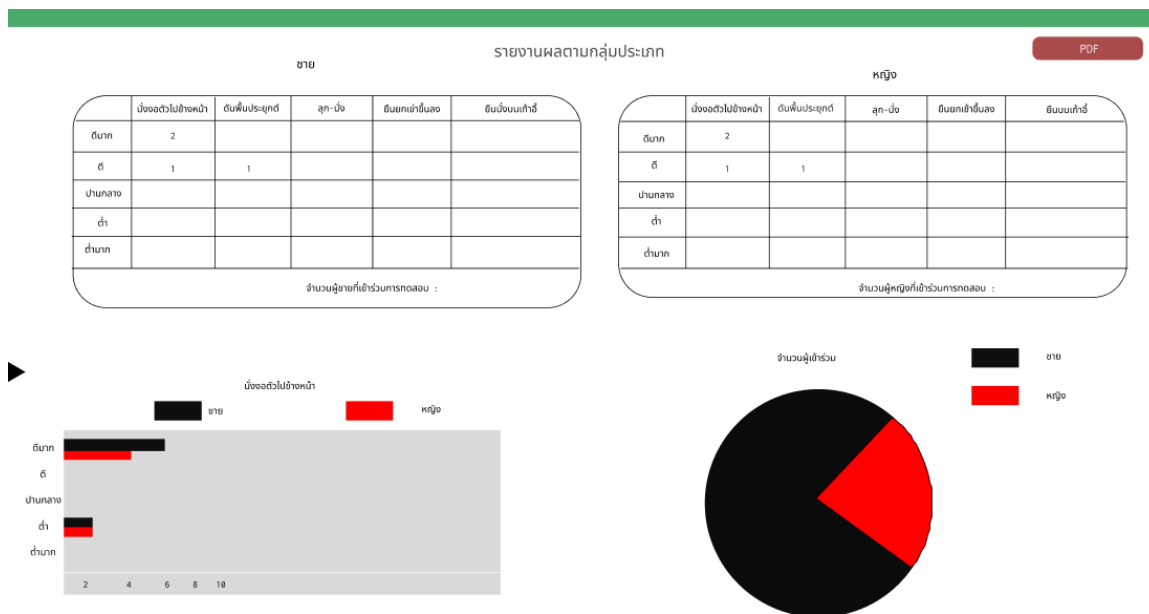 รายงานผลตามกลุ่มประเภท
PDF
ชาย
นั่งงอตัวไปข้างหน้า ดันพื้นประยุกต์ ลุก-นั่ง ยืนยกเข่าขึ้นลง ยืนนั่งบนเก้าอี้
ดีมาก 2
ดี 1 1
ปานกลาง
ต่ำ
ต่ำมาก
จำนวนผู้ชายที่เข้าร่วมการทดสอบ :
หญิง
นั่งงอตัวไปข้างหน้า ดันพื้นประยุกต์ ลุก-นั่ง ยืนยกเข้าขึ้นลง ยืนบนเก้าอี้
ดีมาก 2
ดี 1 1
ปานกลาง
ต่ำ
ต่ำมาก
จำนวนผู้หญิงที่เข้าร่วมการทดสอบ :
นั่งงอตัวไปข้างหน้า
ชาย หญิง
ดีมาก
ดี
ปานกลาง
ต่ำ
ต่ำมาก
2 4 6 8 10
จำนวนผู้เข้าร่วม
ชาย
หญิง